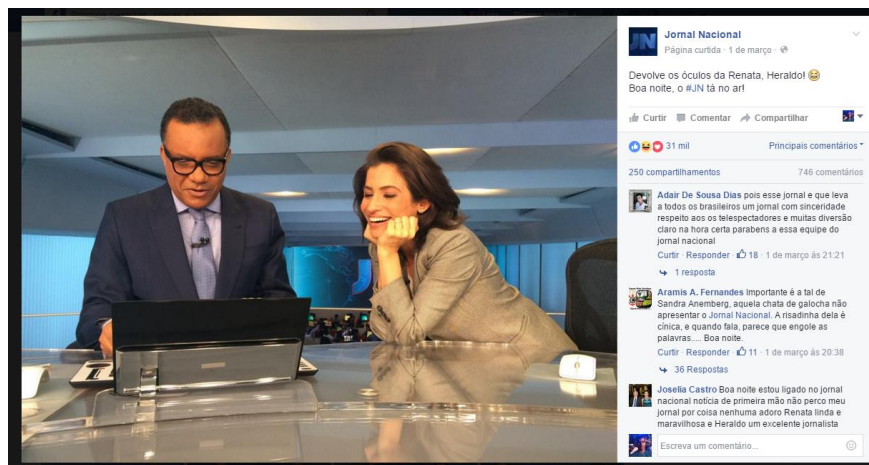 JN
Jornal Nacional
Página curtida · 1 de março ·
Devolve os óculos da Renata, Heraldo! 😂
Boa noite, o #JN tá no ar!
Curtir Comentar Compartilhar
31 mil Principais comentários
250 compartilhamentos 746 comentários
Adair De Sousa Dias pois esse jornal e que leva
a todos os brasileiros um jornal com sinceridade
respeito aos os telespectadores e muitas diversão
claro na hora certa parabens a essa equipe do
jornal nacional
Curtir · Responder · 18 · 1 de março às 21:21
1 resposta
Aramis A. Fernandes Importante é a tal de
Sandra Anemberg, aquela chata de galocha não
apresentar o Jornal Nacional. A risadinha dela è
cínica, e quando fala, parece que engole as
palavras..... Boa noite.
Curtir · Responder · 11 · 1 de março às 20:38
36 Respostas
Joselia Castro Boa noite estou ligado no jornal
nacional notícia de primeira mão não perco meu
jornal por coisa nenhuma adoro Renata linda e
maravilhosa e Heraldo um excelente jornalista
Escreva um comentário...